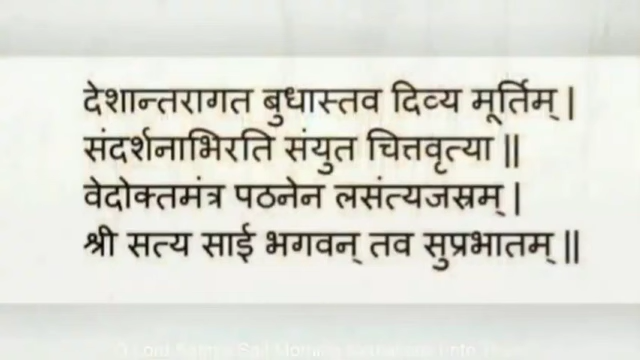 देशान्तरागत बुधास्तव दिव्य मूर्तिम् |
संदर्शनाभिरति संयुत चित्तवृत्या ||
वेदोक्तमंत्र पठनेन लसंत्यजस्रम् |
श्री सत्य साई भगवन् तव सुप्रभातम् ||